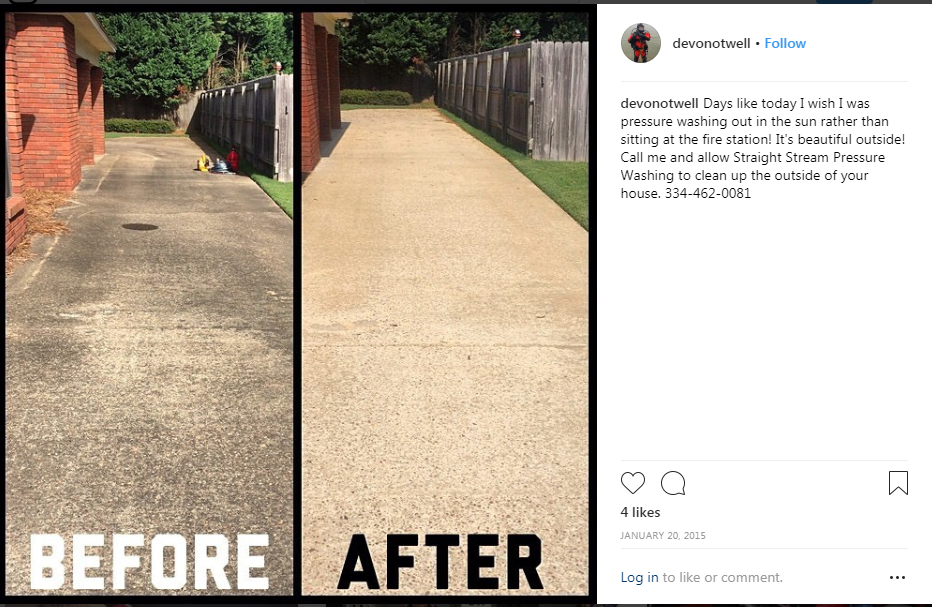 BEFORE
AFTER
devonotwell • Follow
devonotwell Days like today I wish I was
pressure washing out in the sun rather than
sitting at the fire station! It's beautiful outside!
Call me and allow Straight Stream Pressure
Washing to clean up the outside of your
house. 334-462-0081
4 likes
JANUARY 20, 2015
Log in to like or comment.